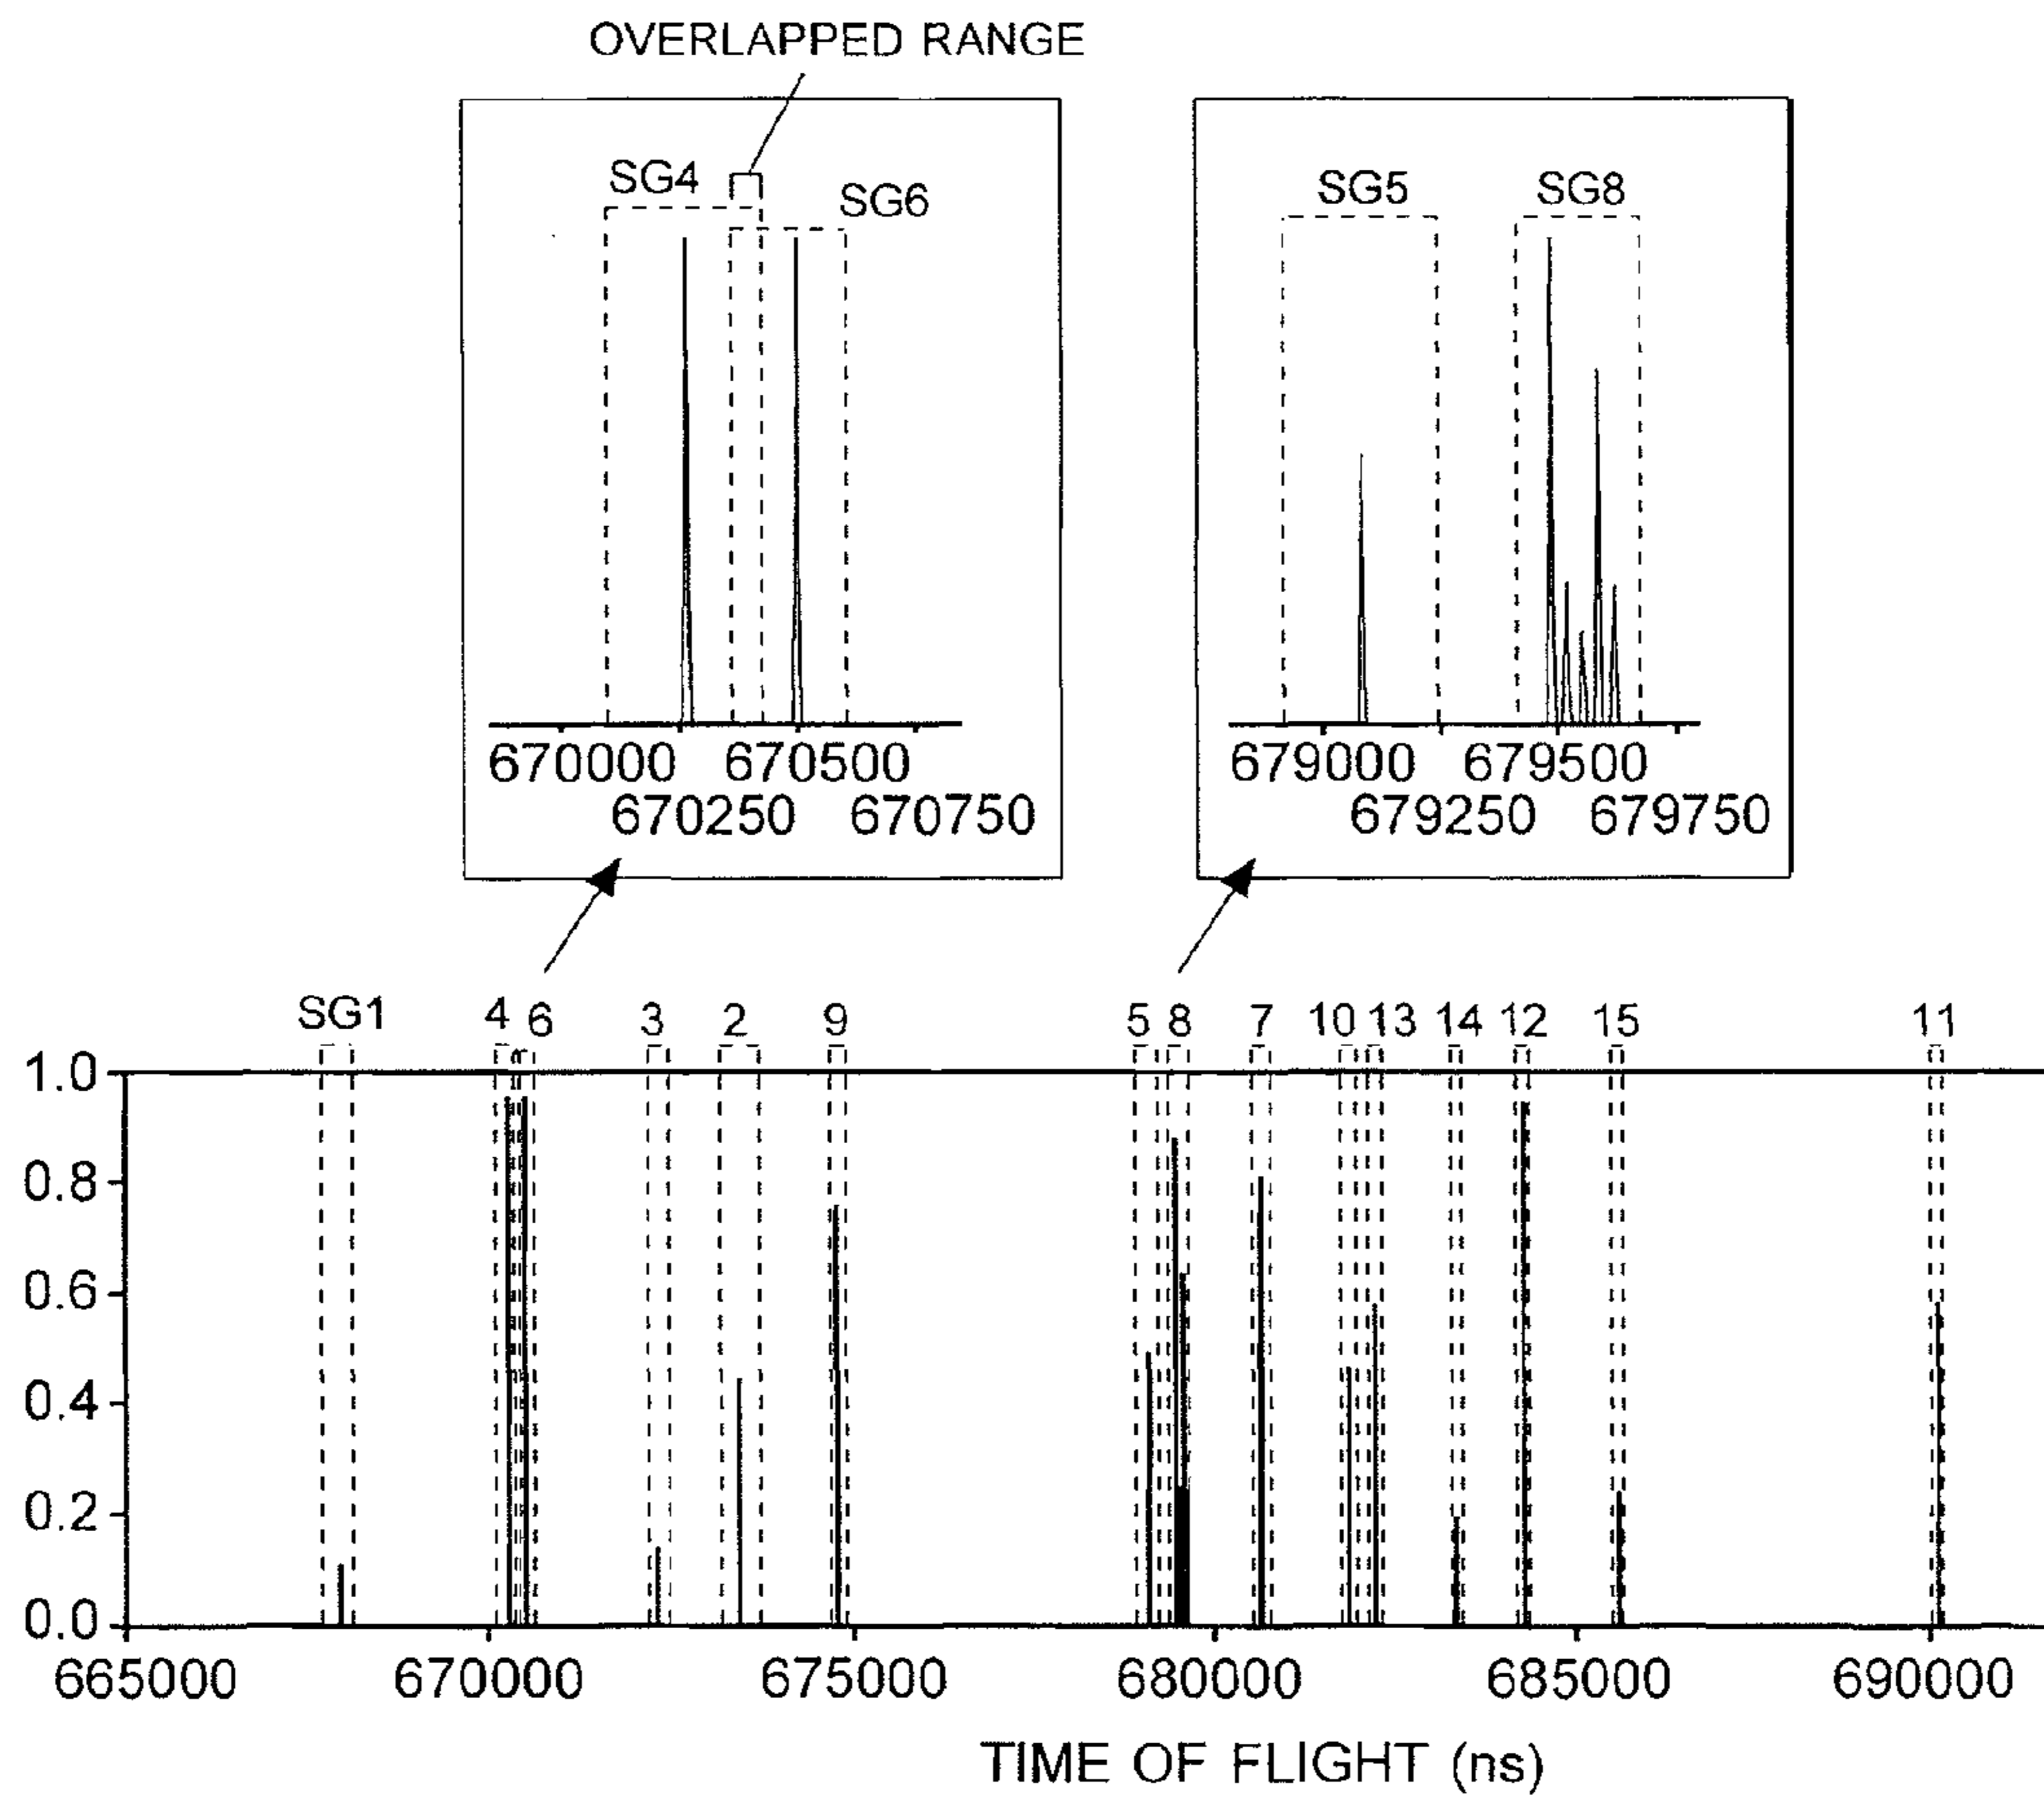 OVERLAPPED RANGE
SG4 SG6
670000 670500
670250 670750
SG5 SG8
679000 679500
679250 679750
SG1 4 6 3 2 9 5 8 7 10 13 14 12 15 11
1.0
0.8
0.6
0.4
0.2
0.0
665000 670000 675000 680000 685000 690000
TIME OF FLIGHT (ns)